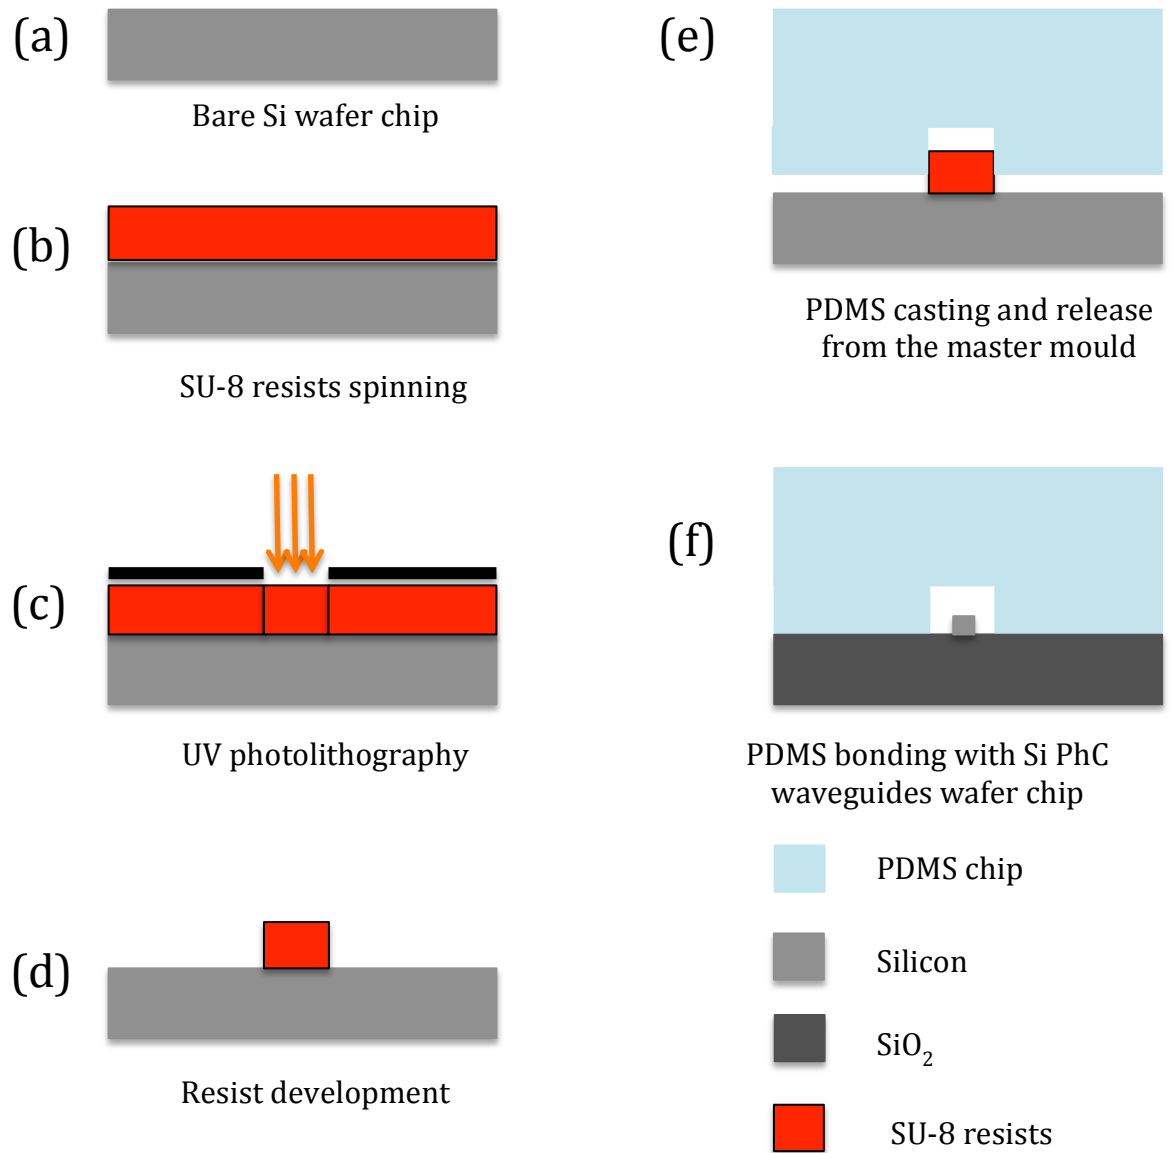 (a)
Bare Si wafer chip
(b)
SU-8 resists spinning
(c)
UV photolithography
(d)
Resist development
(e)
PDMS casting and release
from the master mould
(f)
PDMS bonding with Si PhC
waveguides wafer chip
PDMS chip
Silicon
SiO₂
SU-8 resists